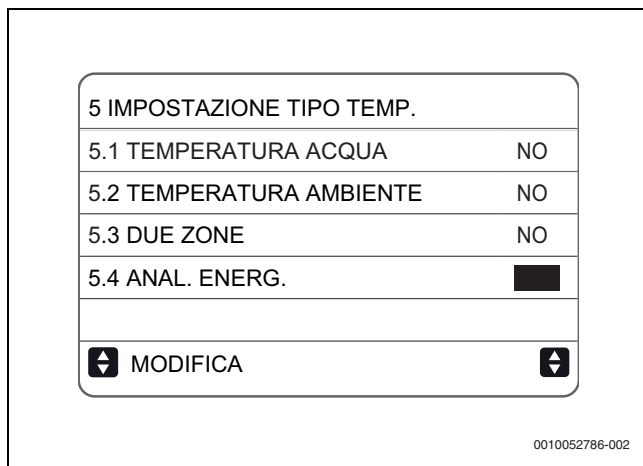 5 IMPOSTAZIONE TIPO TEMP.
5.1 TEMPERATURA ACQUA NO
5.2 TEMPERATURA AMBIENTE NO
5.3 DUE ZONE NO
5.4 ANAL. ENERG.
MODIFICA
0010052786-002